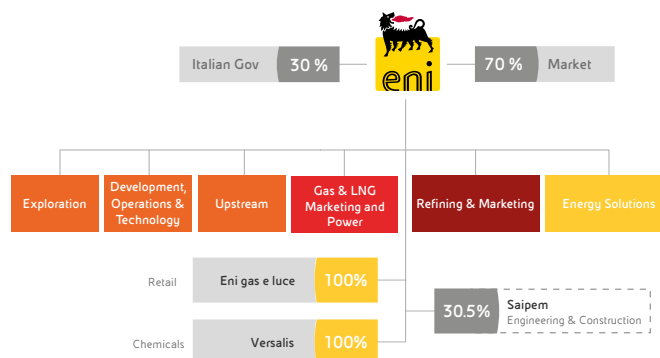 Italian Gov 30 % eni 70 % Market
Exploration
Development,
Operations &
Technology
Upstream
Gas & LNG
Marketing and
Power
Refining & Marketing
Energy Solutions
Retail Eni gas e luce 100%
30.5% Saipem
Engineering & Construction
Chemicals Versalis 100%